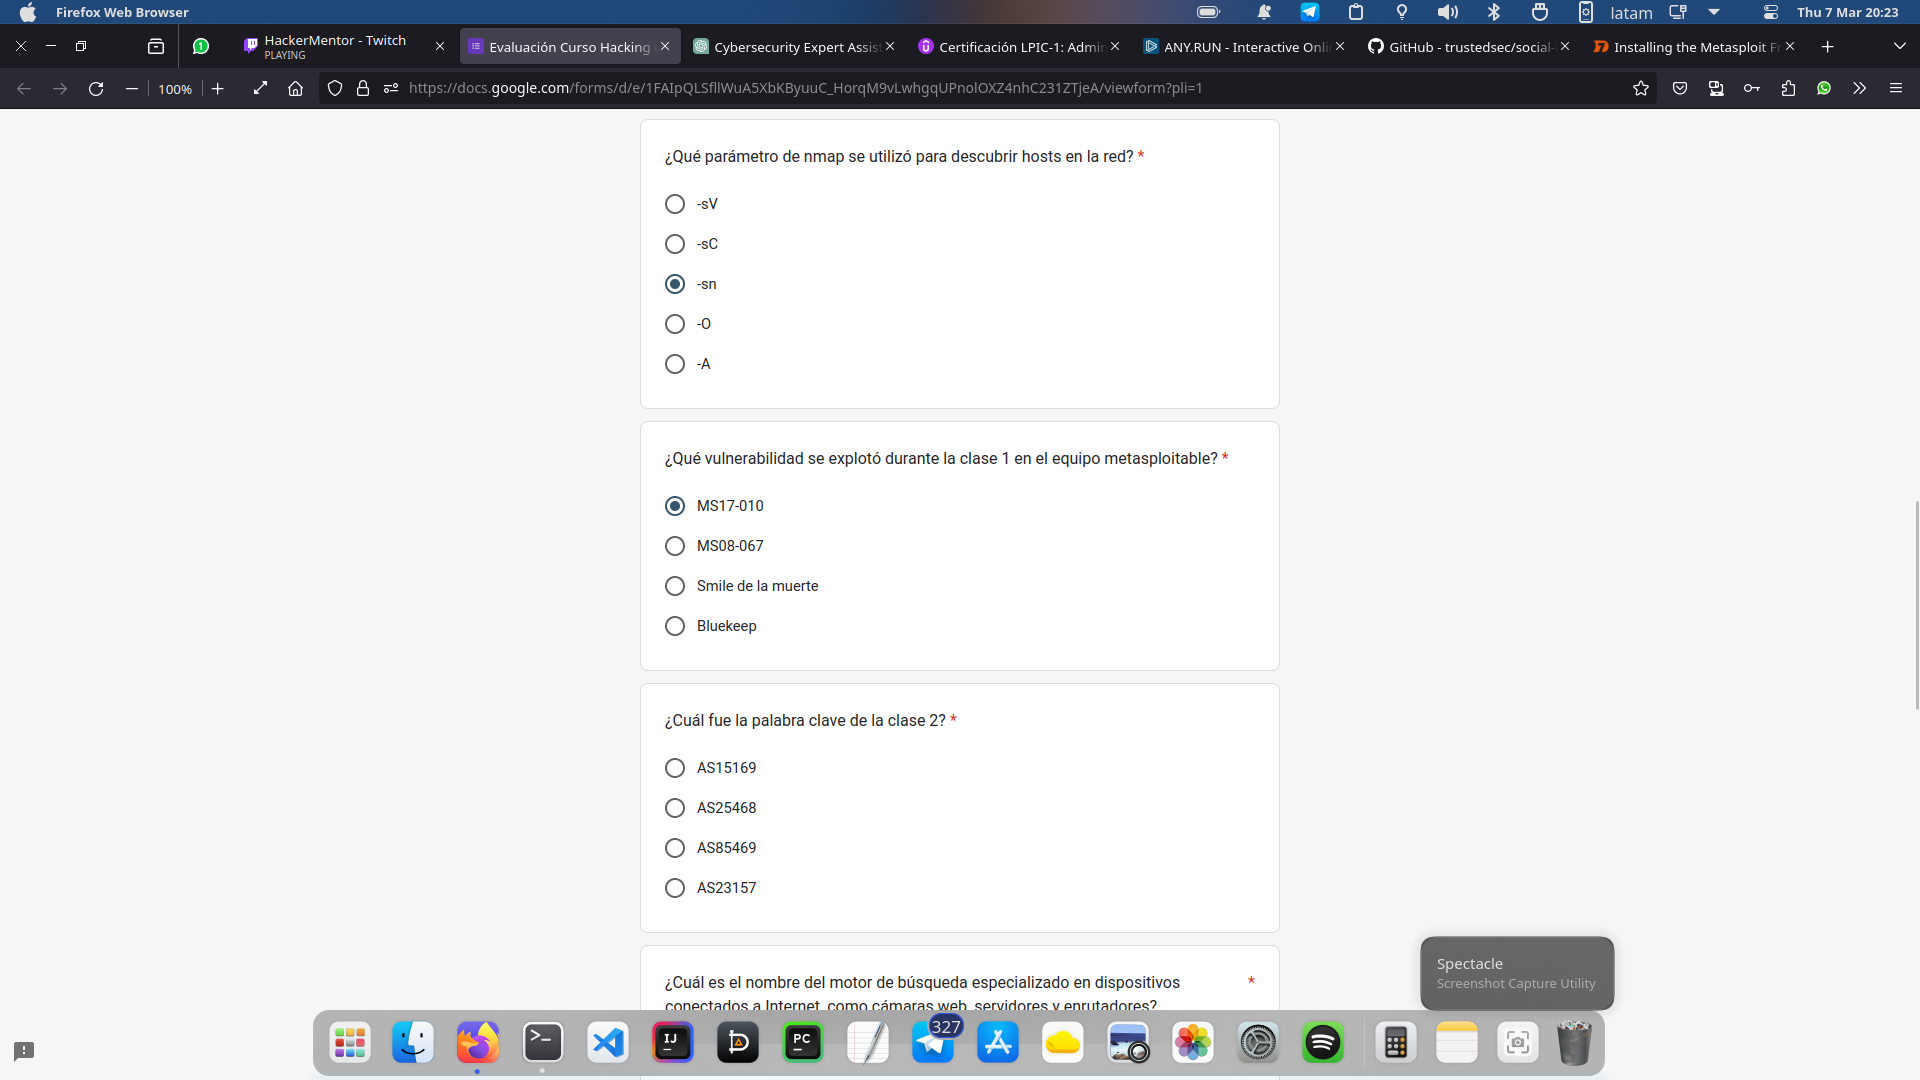 Firefox Web Browser
latam
Thu 7 Mar 20:23
HackerMentor - Twitch
PLAYING
Evaluación Curso Hacking
Cybersecurity Expert Assis
Certificación LPIC-1: Admin
ANY.RUN - Interactive Onli
GitHub - trustedsec/social-
Installing the Metasploit Fr
100%
https://docs.google.com/forms/d/e/1FAIpQLSfllWuA5XbKByuuC_HorqM9vLwhgqUPnolOXZ4nhC231ZTjeA/viewform?pli=1
¿Qué parámetro de nmap se utilizó para descubrir hosts en la red? *
-sV
-sC
-sn
-O
-A
¿Qué vulnerabilidad se explotó durante la clase 1 en el equipo metasploitable? *
MS17-010
MS08-067
Smile de la muerte
Bluekeep
¿Cuál fue la palabra clave de la clase 2? *
AS15169
AS25468
AS85469
AS23157
¿Cuál es el nombre del motor de búsqueda especializado en dispositivos *
conectados a Internet, como cámaras web, servidores y enrutadores?
Spectacle
Screenshot Capture Utility
327
IJ
PC